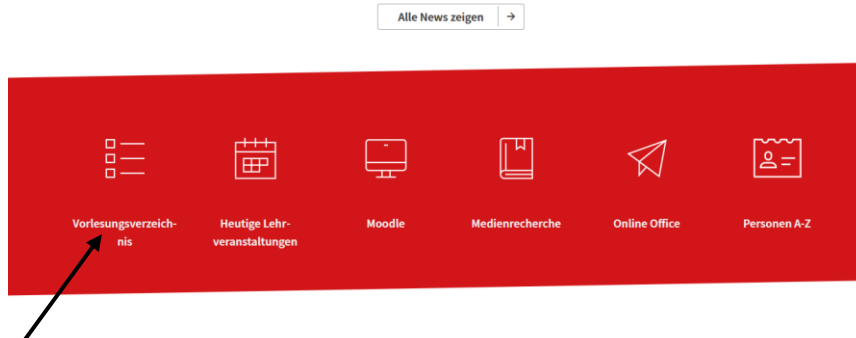 Alle News zeigen →
Vorlesungsverzeich-
nis
Heutige Lehr-
veranstaltungen
Moodle
Medienrecherche
Online Office
Personen A-Z